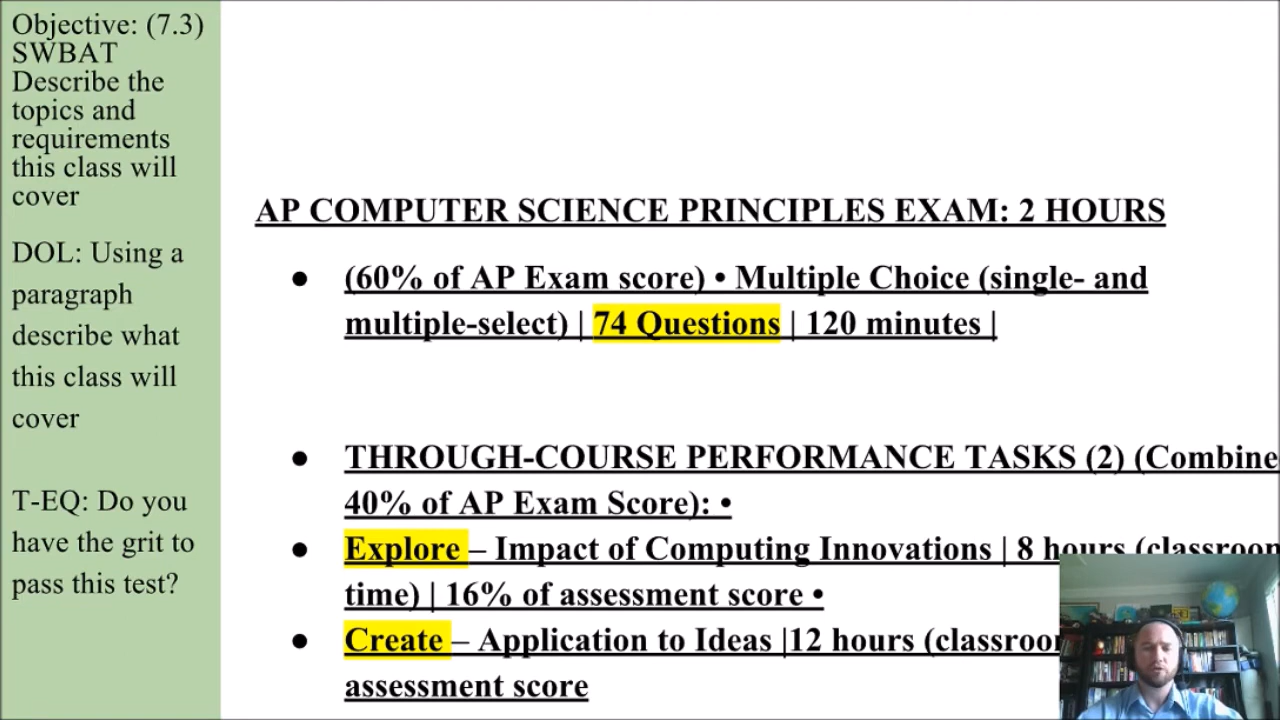 Objective: (7.3)
SWBAT
Describe the
topics and
requirements
this class will
cover
DOL: Using a
paragraph
describe what
this class will
cover
T-EQ: Do you
have the grit to
pass this test?
AP COMPUTER SCIENCE PRINCIPLES EXAM: 2 HOURS
● (60% of AP Exam score) • Multiple Choice (single- and
multiple-select) | 74 Questions | 120 minutes |
● THROUGH-COURSE PERFORMANCE TASKS (2) (Combine
40% of AP Exam Score): •
● Explore – Impact of Computing Innovations | 8 hours (classroom
time) | 16% of assessment score •
● Create – Application to Ideas |12 hours (classroom
assessment score